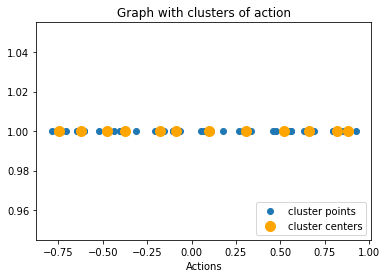 Graph with clusters of action
1.04
1.02
1.00
0.98
0.96
cluster points
cluster centers
−0.75 −0.50 −0.25 0.00 0.25 0.50 0.75 1.00
Actions